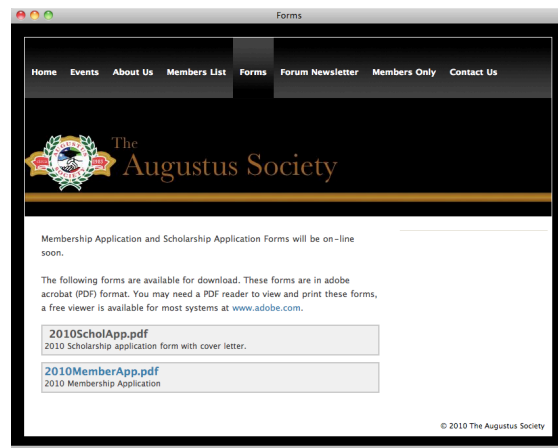 Forms
Home Events About Us Members List Forms Forum Newsletter Members Only Contact Us
The
Augustus Society
Membership Application and Scholarship Application Forms will be on-line
soon.
The following forms are available for download. These forms are in adobe
acrobat (PDF) format. You may need a PDF reader to view and print these forms,
a free viewer is available for most systems at www.adobe.com.
2010ScholApp.pdf
2010 Scholarship application form with cover letter.
2010MemberApp.pdf
2010 Membership Application
© 2010 The Augustus Society